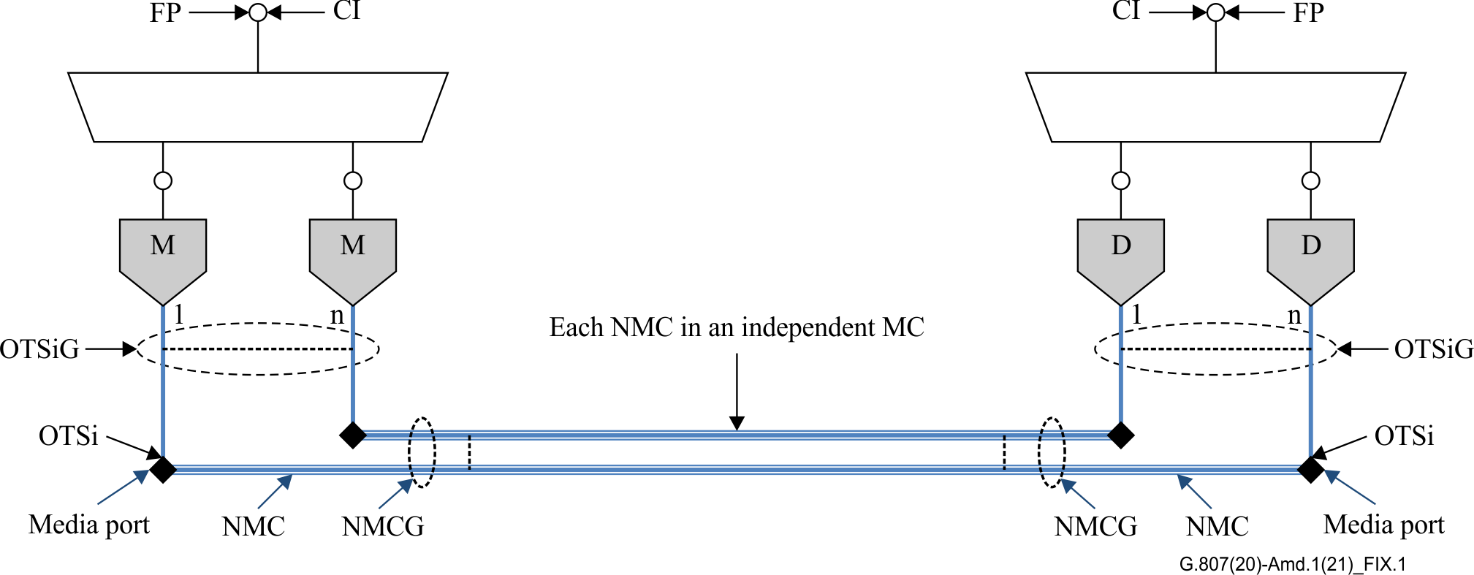 FP CI CI FP
M M D D
1 n 1 n
Each NMC in an independent MC
OTSiG OTSiG
OTSi OTSi
Media port NMC NMCG NMCG NMC Media port
G.807(20)-Amd.1(21)_FIX.1